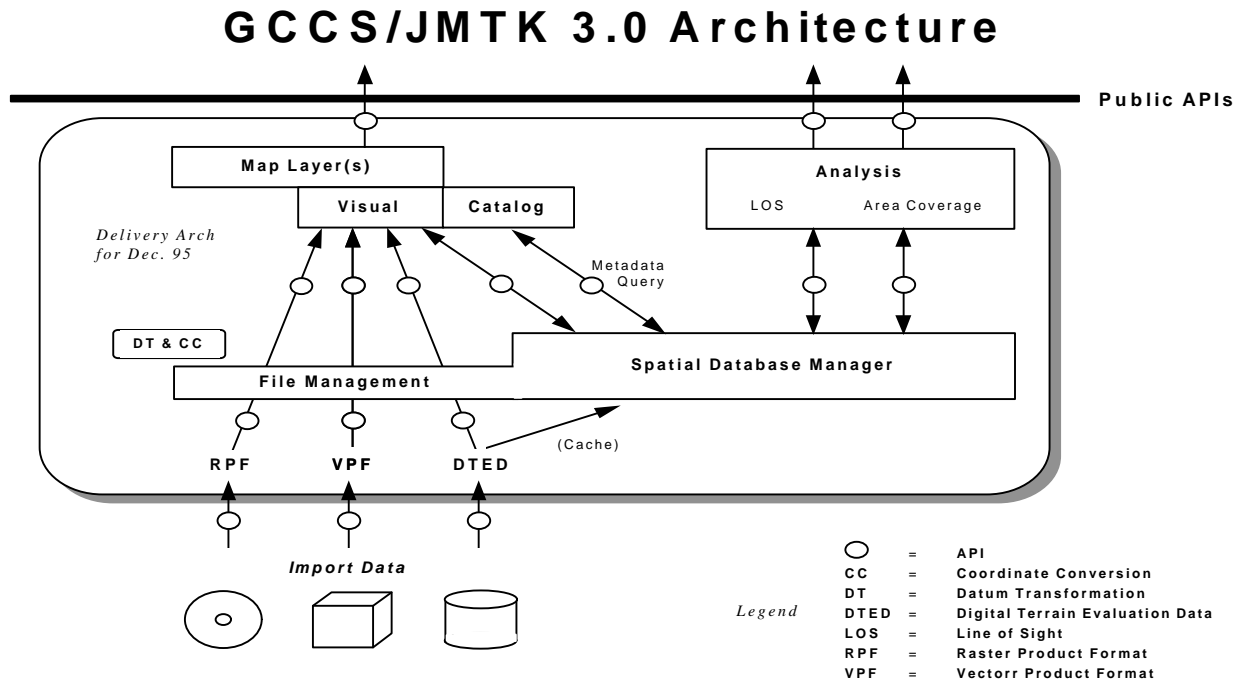 GCCS/JMTK 3.0 Architecture
Public APIs
Map Layer(s)
Visual
Catalog
Analysis
LOS
Area Coverage
Delivery Arch
for Dec. 95
Metadata
Query
DT & CC
File Management
Spatial Database Manager
(Cache)
RPF
VPF
DTED
Import Data
Legend
= API
CC = Coordinate Conversion
DT = Datum Transformation
DTED = Digital Terrain Evaluation Data
LOS = Line of Sight
RPF = Raster Product Format
VPF = Vectorr Product Format